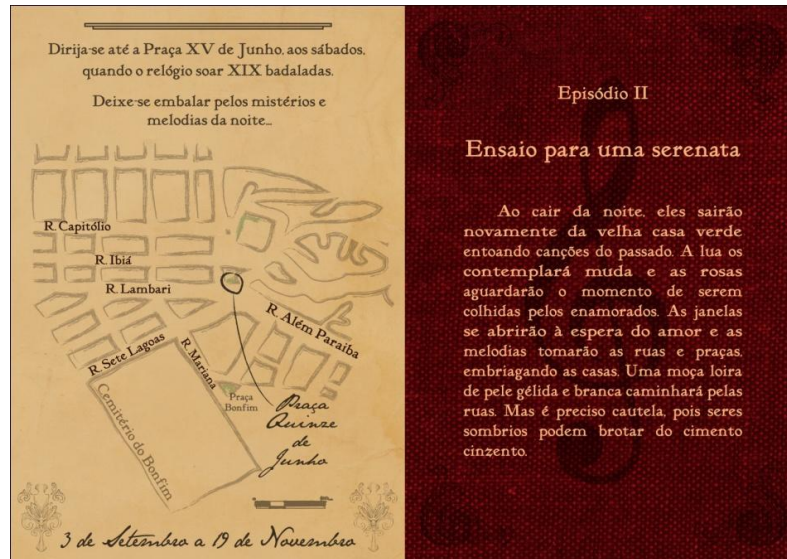 Dirija-se até a Praça XV de Junho, aos sábados,
quando o relógio soar XIX badaladas.
Deixe-se embalar pelos mistérios e
melodias da noite...
R. Capitólio
R. Ibiá
R. Lambari
R. Além Paraiba
R. Sete Lagoas
R. Mariana
Praça
Bonfim
Cemitério do Bonfim
Praça
Quinze
de
Junho
3 de Setembro a 19 de Novembro
Episódio II
Ensaio para uma serenata
Ao cair da noite, eles sairão
novamente da velha casa verde
entoando canções do passado. A lua os
contemplará muda e as rosas
aguardarão o momento de serem
colhidas pelos enamorados. As janelas
se abrirão à espera do amor e as
melodias tomarão as ruas e praças,
embriagando as casas. Uma moça loira
de pele gélida e branca caminhará pelas
ruas. Mas é preciso cautela, pois seres
sombrios podem brotar do cimento
cinzento.